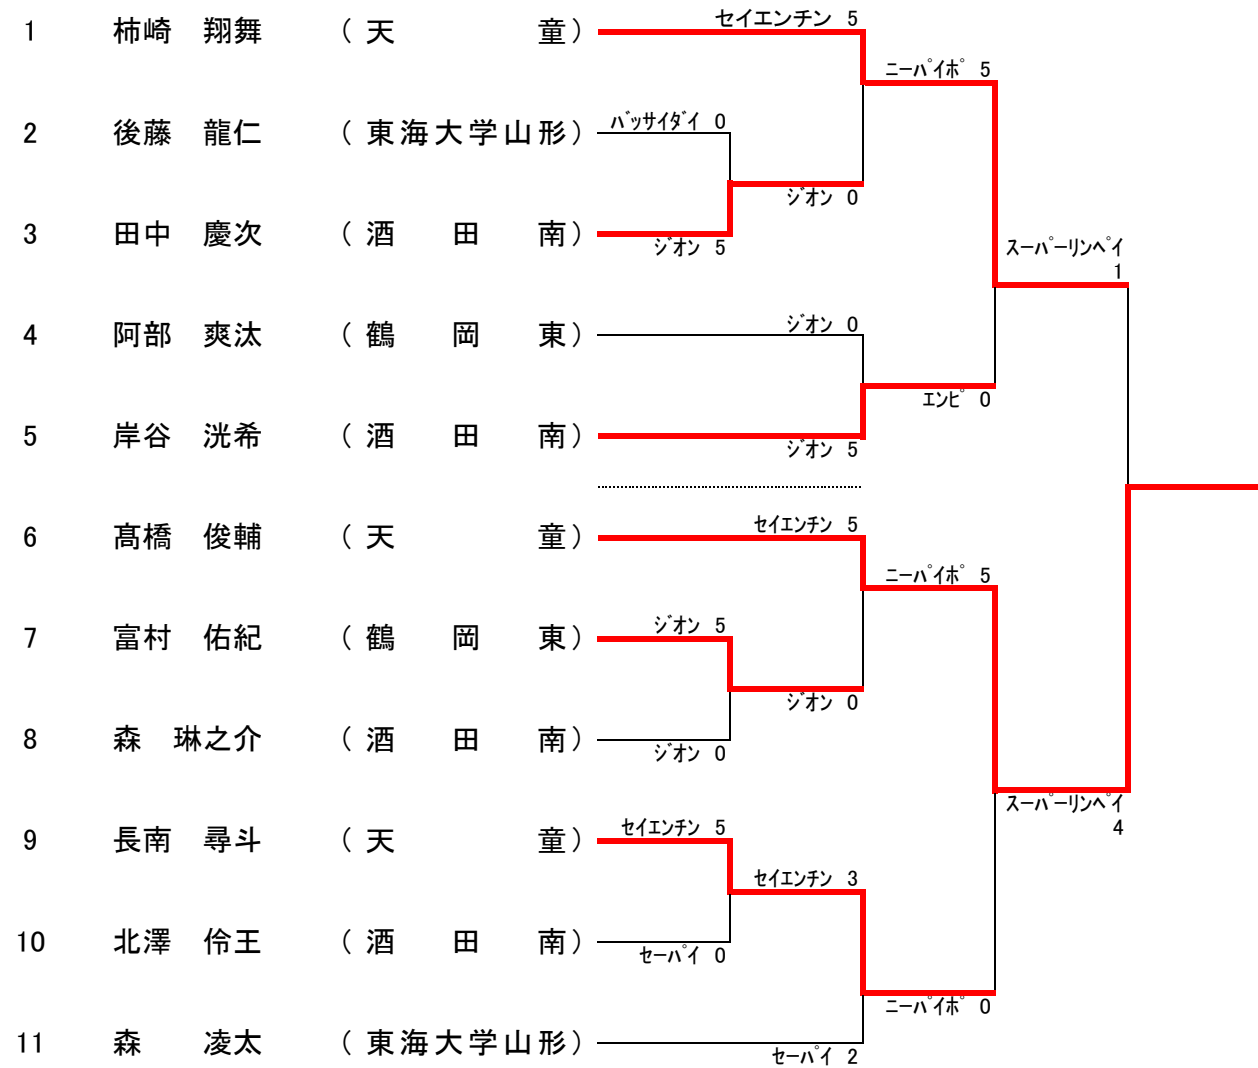 セイエンチン 5
1 柿崎 翔舞 （ 天 童 ）
ニーパイポ 5
バッサイダイ 0
2 後藤 龍仁 （ 東海大学山形 ）
ジオン 0
3 田中 慶次 （ 酒 田 南 ）
ジオン 5
スーパーリンペイ
1
ジオン 0
4 阿部 爽汰 （ 鶴 岡 東 ）
エンピ 0
5 岸谷 洸希 （ 酒 田 南 ）
ジオン 5
セイエンチン 5
6 髙橋 俊輔 （ 天 童 ）
ニーパイポ 5
ジオン 5
7 富村 佑紀 （ 鶴 岡 東 ）
ジオン 0
8 森 琳之介 （ 酒 田 南 ）
ジオン 0
スーパーリンペイ
4
セイエンチン 5
9 長南 尋斗 （ 天 童 ）
セイエンチン 3
10 北澤 伶王 （ 酒 田 南 ）
セーパイ 0
ニーパイポ 0
11 森 凌太 （ 東海大学山形 ）
セーパイ 2